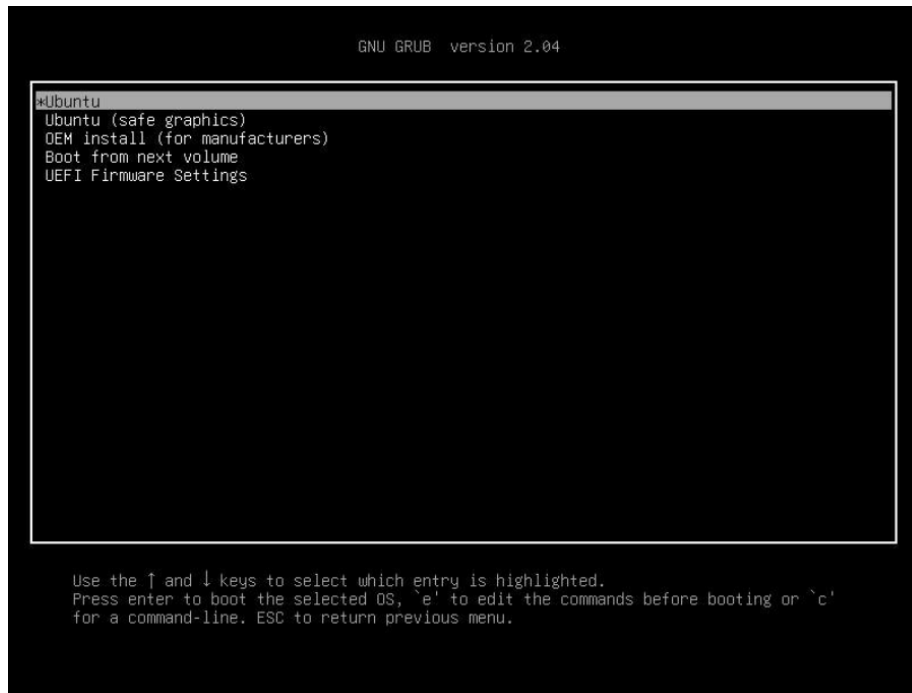 GNU GRUB version 2.04
*Ubuntu
Ubuntu (safe graphics)
OEM install (for manufacturers)
Boot from next volume
UEFI Firmware Settings
Use the ↑ and ↓ keys to select which entry is highlighted.
Press enter to boot the selected OS, `e' to edit the commands before booting or `c'
for a command-line. ESC to return previous menu.